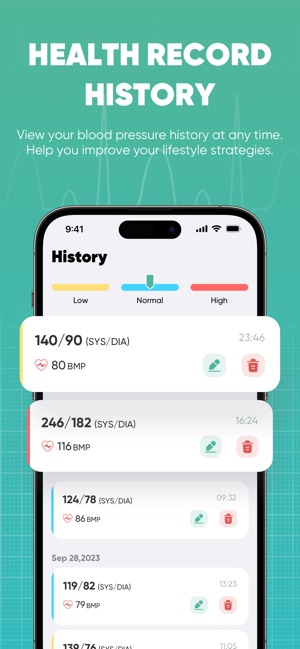 HEALTH RECORD
HISTORY
View your blood pressure history at any time.
Help you improve your lifestyle strategies.
9:41
History
Low Normal High
140/90 (SYS/DIA) 23:46
80 BMP
246/182 (SYS/DIA) 16:24
116 BMP
124/78 (SYS/DIA) 09:32
86 BMP
Sep 28,2023
119/82 (SYS/DIA) 13:23
79 BMP
139/76 (SYS/DIA) 11:05